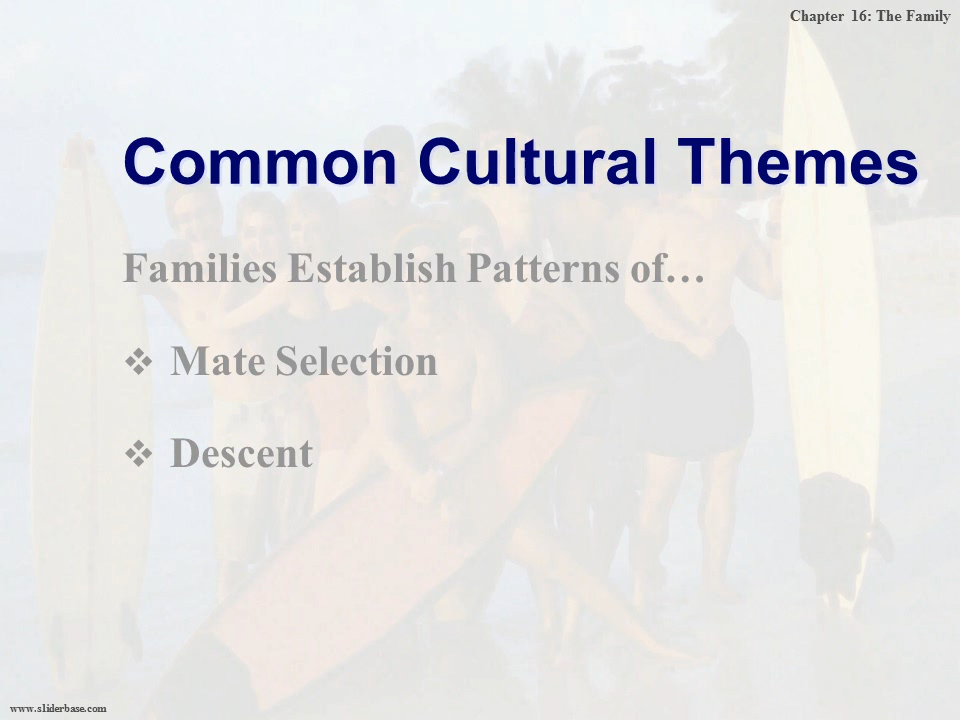 Chapter 16: The Family
Common Cultural Themes
Families Establish Patterns of…
❖ Mate Selection
❖ Descent
www.sliderbase.com